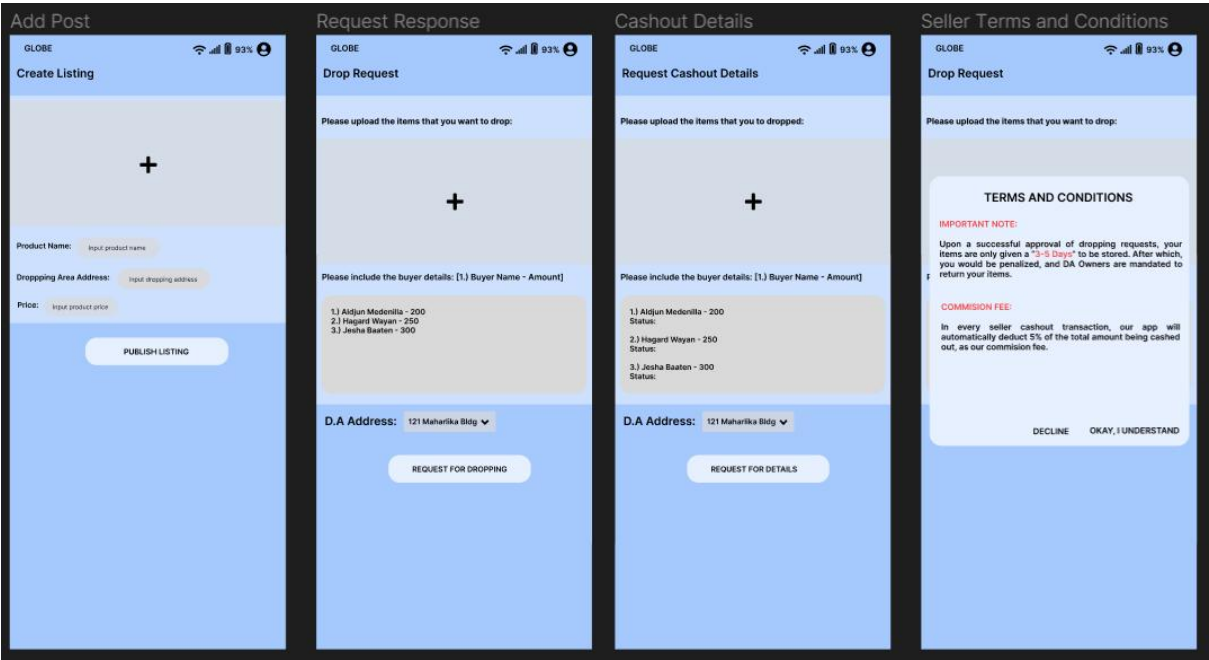 Add Post
GLOBE 93%
Create Listing
+
Product Name: Input product name
Droppping Area Address: Input dropping address
Price: Input product price
PUBLISH LISTING
Request Response
GLOBE 93%
Drop Request
Please upload the items that you want to drop:
+
Please include the buyer details: [1.) Buyer Name - Amount]
1.) Aldjun Medenilla - 200
2.) Hagard Wayan - 250
3.) Jesha Baaten - 300
D.A Address: 121 Maharlika Bldg
REQUEST FOR DROPPING
Cashout Details
GLOBE 93%
Request Cashout Details
Please upload the items that you to dropped:
+
Please include the buyer details: [1.) Buyer Name - Amount]
1.) Aldjun Medenilla - 200
Status:
2.) Hagard Wayan - 250
Status:
3.) Jesha Baaten - 300
Status:
D.A Address: 121 Maharlika Bldg
REQUEST FOR DETAILS
Seller Terms and Conditions
GLOBE 93%
Drop Request
Please upload the items that you want to drop:
TERMS AND CONDITIONS
IMPORTANT NOTE:
Upon a successful approval of dropping requests, your
items are only given a "3-5 Days" to be stored. After which,
you would be penalized, and DA Owners are mandated to
return your items.
COMMISION FEE:
In every seller cashout transaction, our app will
automatically deduct 5% of the total amount being cashed
out, as our commision fee.
DECLINE OKAY, I UNDERSTAND